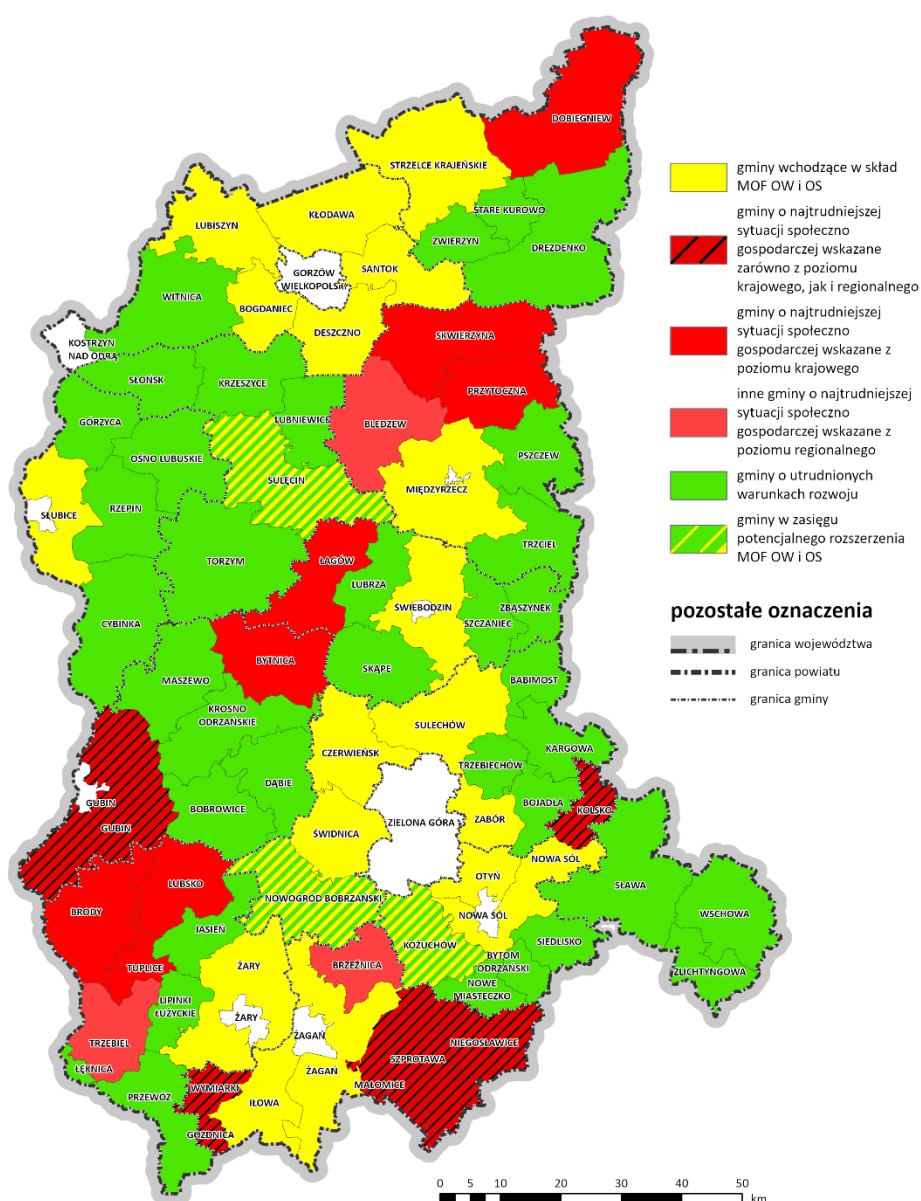 DOBIEGNIEW
STRZELCE KRAJEŃSKIE
STARE KUROWO
KŁODAWA
LUBISZYN
ZWIERZYN
DREZDENKO
SANTOK
GORZÓW
WIELKOPOLSKI
WITNICA
BOGDANIEC
DESZCZNO
SKWIERZYNA
KOSTRZYN
NAD ODRĄ
SŁOŃSK
KRZESZYCE
PRZYTOCZNA
GÓRZYCA
LUBNIEWICE
BLEDZEW
OŚNO LUBUSKIE
PSZCZEW
SULĘCIN
MIĘDZYRZECZ
SŁUBICE
RZEPIN
TRZCIEL
TORZYM
ŁAGÓW
LUBRZA
ŚWIEBODZIN
ZBĄSZYNEK
SZCZANIEC
CYBINKA
BYTNICA
SKĄPE
MASZEWO
BABIMOST
KROSNO
ODRZAŃSKIE
SULECHÓW
CZERWIEŃSK
KARGOWA
TRZEBIECHÓW
DĄBIE
GUBIN
GUBIN
BOBROWICE
BOJADŁA
KOLSKO
ZABÓR
ZIELONA GÓRA
ŚWIDNICA
NOWA SÓL
OTYŃ
LUBSKO
SŁAWA
BRODY
NOWOGRÓD BOBRZAŃSKI
NOWA SÓL
WSCHOWA
JASIEŃ
KOŻUCHÓW
SIEDLISKO
BYTOM
ODRZAŃSKI
ŻARY
BRZEŹNICA
TUPLICE
ZLICHTYNGOWA
NOWE
MIASTECZKO
LIPINKI
ŁUŻYCKIE
ŻARY
ŻAGAŃ
TRZEBIEL
NIEGOSŁAWICE
SZPROTAWA
ŁĘKNICA
ŻAGAŃ
MAŁOMICE
WYMIARKI
PRZEWÓZ
IŁOWA
GOZDNICA
gminy wchodzące w skład
MOF OW i OS
gminy o najtrudniejszej
sytuacji społeczno
gospodarczej wskazane
zarówno z poziomu
krajowego, jak i regionalnego
gminy o najtrudniejszej
sytuacji społeczno
gospodarczej wskazane z
poziomu krajowego
inne gminy o najtrudniejszej
sytuacji społeczno
gospodarczej wskazane z
poziomu regionalnego
gminy o utrudnionych
warunkach rozwoju
gminy w zasięgu
potencjalnego rozszerzenia
MOF OW i OS
pozostałe oznaczenia
granica województwa
granica powiatu
granica gminy
0 5 10 20 30 40 50
km